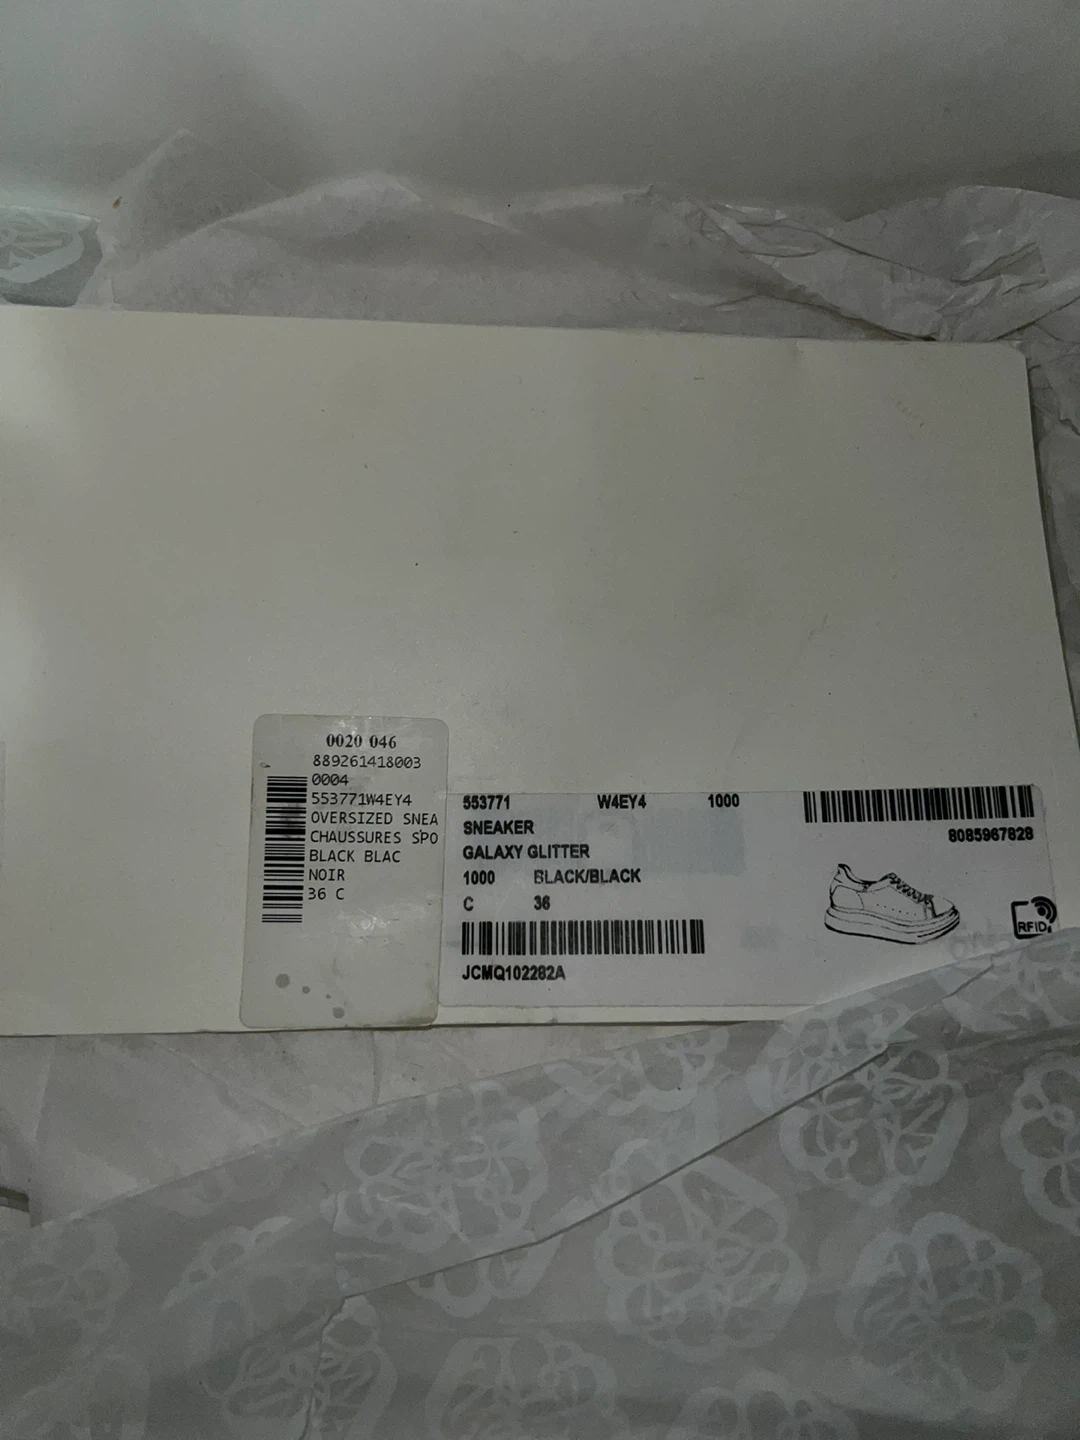 0020 046
889261418003
0004
553771W4EY4
OVERSIZED SNEA
CHAUSSURES SPO
BLACK BLAC
NOIR
36 C
553771 W4EY4 1000
SNEAKER
GALAXY GLITTER
1000 BLACK/BLACK
C 36
JCMQ102282A
8085967828
RFID